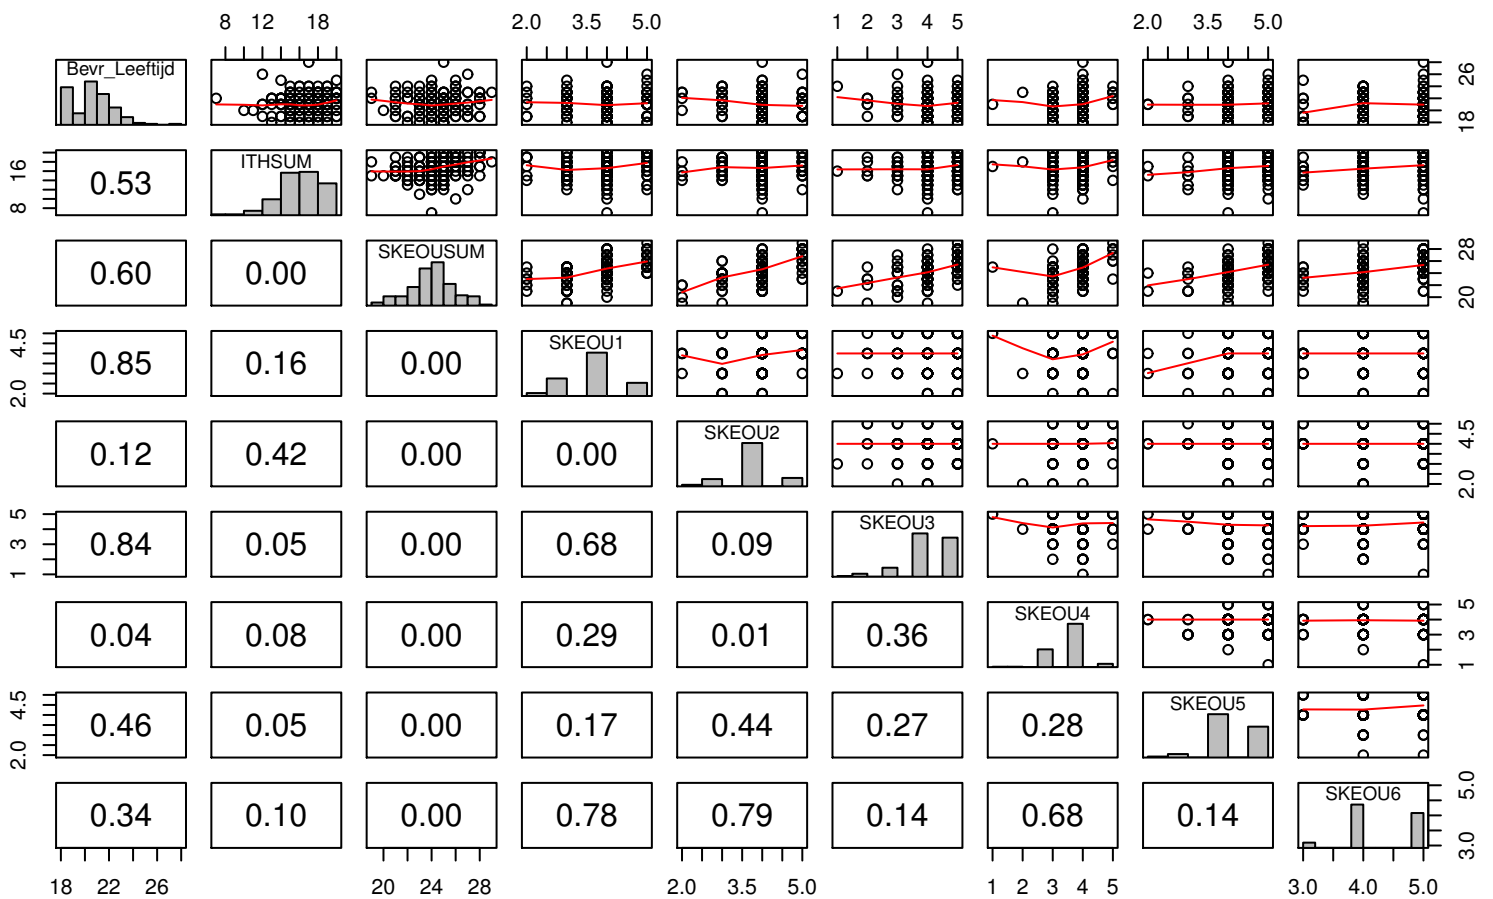 8 12 18 2.0 3.5 5.0 1 2 3 4 5 2.0 3.5 5.0
Bevr_Leeftijd 18 26
8 16 0.53 ITHSUM
0.60 0.00 SKEOUSUM 20 28
2.0 4.5 0.85 0.16 0.00 SKEOU1
0.12 0.42 0.00 0.00 SKEOU2 2.0 4.5
1 3 5 0.84 0.05 0.00 0.68 0.09 SKEOU3
0.04 0.08 0.00 0.29 0.01 0.36 SKEOU4 1 3 5
2.0 4.5 0.46 0.05 0.00 0.17 0.44 0.27 0.28 SKEOU5
0.34 0.10 0.00 0.78 0.79 0.14 0.68 0.14 SKEOU6 3.0 5.0
18 22 26 20 24 28 2.0 3.5 5.0 1 2 3 4 5 3.0 4.0 5.0